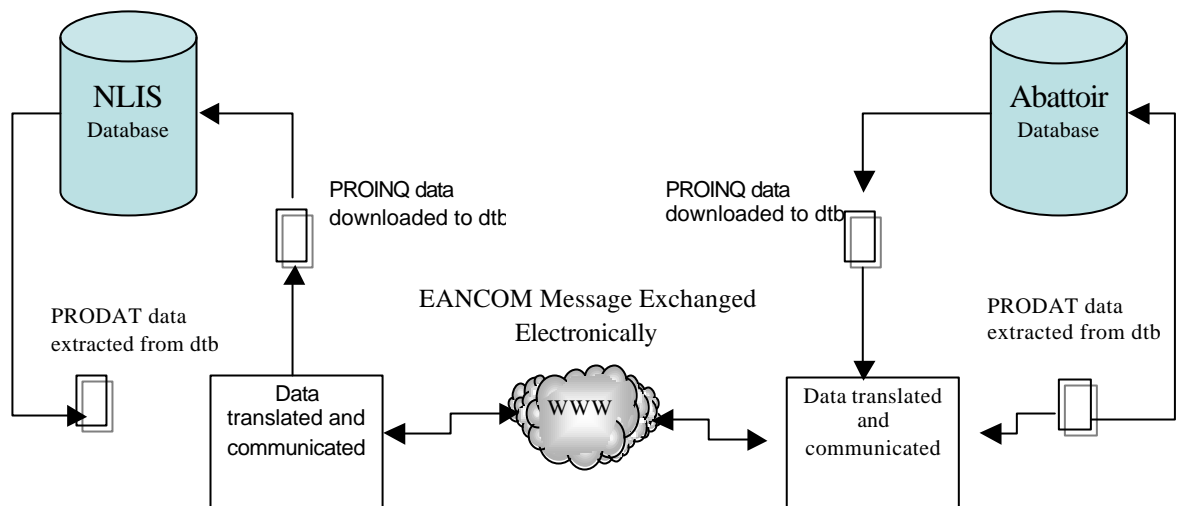 NLIS
Database
Abattoir
Database
PROINQ data
downloaded to dtb
PROINQ data
downloaded to dtb
EANCOM Message Exchanged
Electronically
PRODAT data
extracted from dtb
PRODAT data
extracted from dtb
Data
translated and
communicated
WWW
Data translated
and
communicated